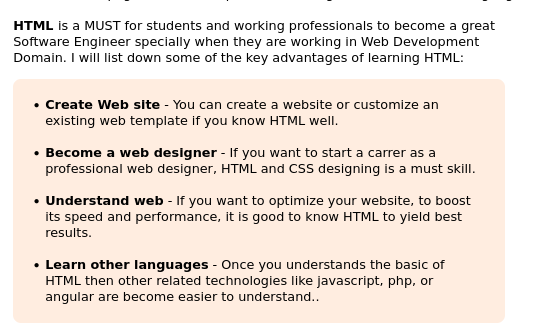 HTML is a MUST for students and working professionals to become a great
Software Engineer specially when they are working in Web Development
Domain. I will list down some of the key advantages of learning HTML:
• Create Web site - You can create a website or customize an
existing web template if you know HTML well.
• Become a web designer - If you want to start a carrer as a
professional web designer, HTML and CSS designing is a must skill.
• Understand web - If you want to optimize your website, to boost
its speed and performance, it is good to know HTML to yield best
results.
• Learn other languages - Once you understands the basic of
HTML then other related technologies like javascript, php, or
angular are become easier to understand..